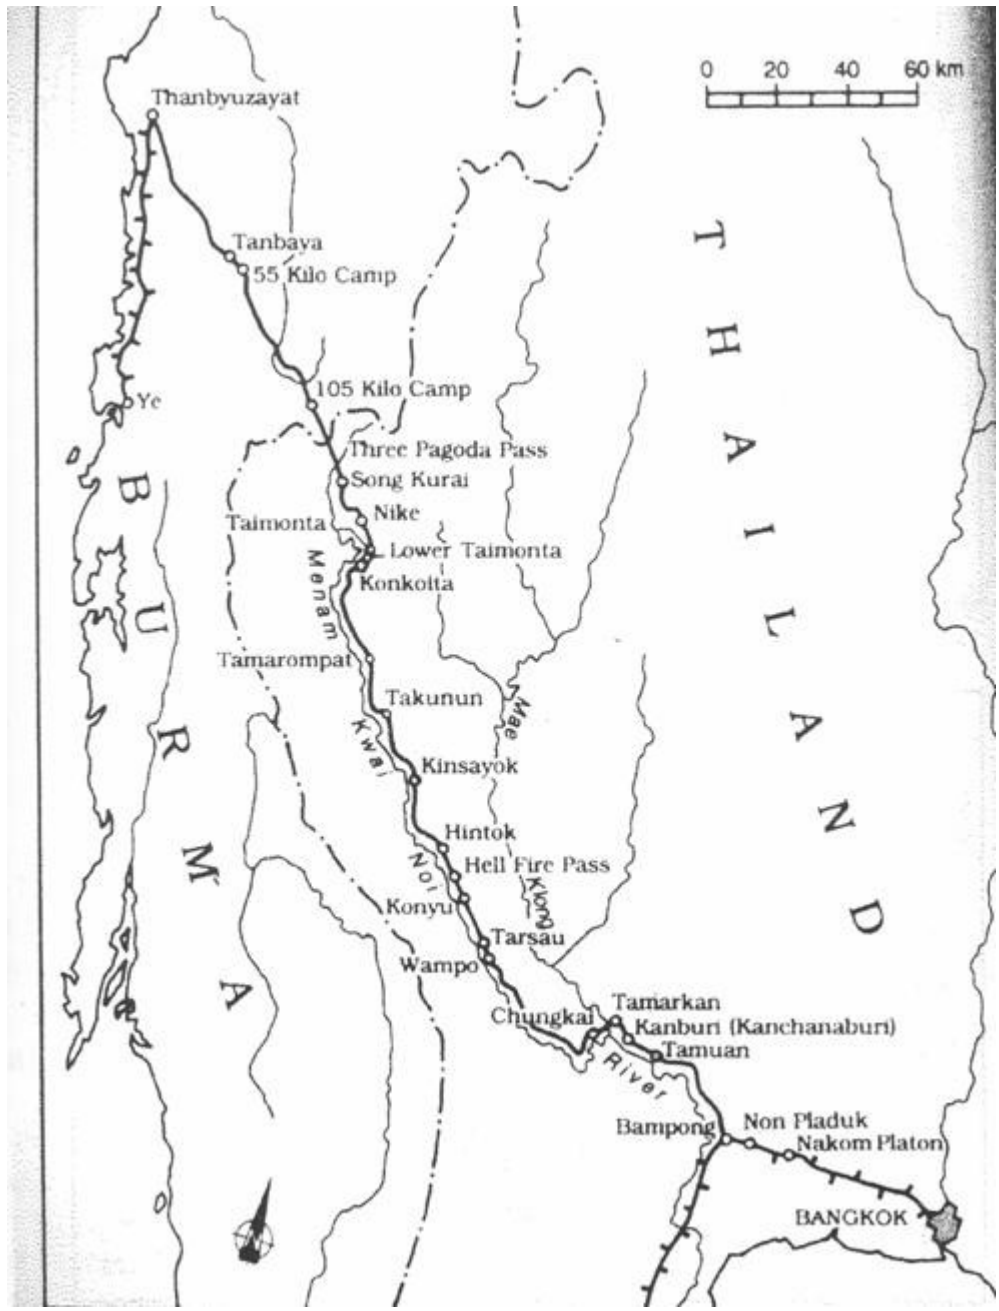 0 20 40 60 km
Thanbyuzayat
Tanbaya
55 Kilo Camp
105 Kilo Camp
Ye
Three Pagoda Pass
Song Kurai
Nike
Taimonta
Lower Taimonta
Konkoita
Tamarompat
Takunun
Kinsayok
Hintok
Hell Fire Pass
Konyu
Tarsau
Wampo
Chungkai
Tamarkan
Kanburi (Kanchanaburi)
Tamuan
Bampong
Non Pladuk
Nakom Platon
BANGKOK
Menam Kwai Noi River
Mae Klong
BURMA
THAILAND